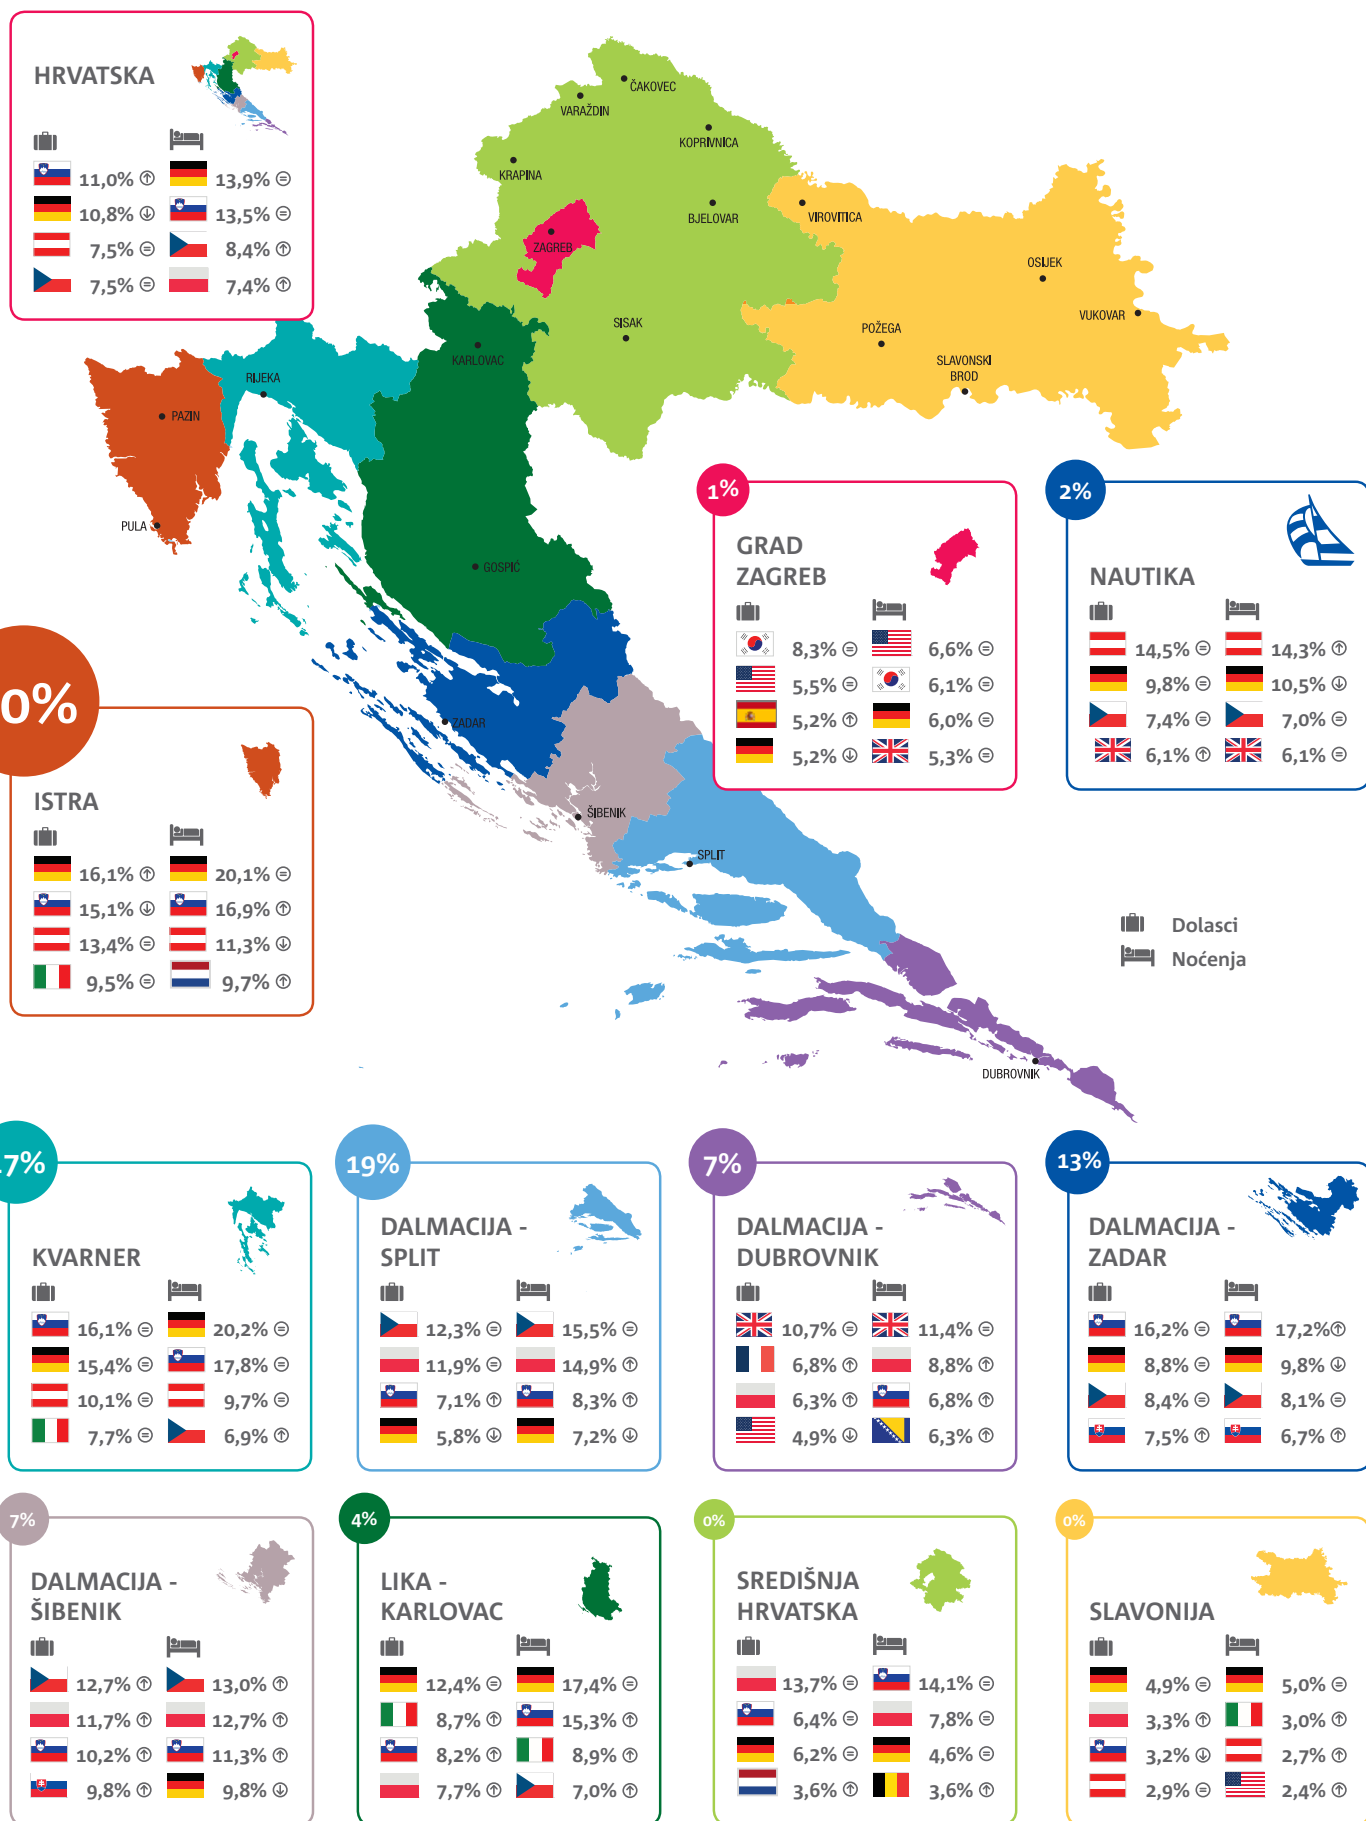 HRVATSKA
11,0% 13,9%
10,8% 13,5%
7,5% 8,4%
7,5% 7,4%
ČAKOVEC
VARAŽDIN
KOPRIVNICA
KRAPINA
BJELOVAR
VIROVITICA
ZAGREB
OSIJEK
VUKOVAR
SISAK
POŽEGA
KARLOVAC
SLAVONSKI
BROD
RIJEKA
PAZIN
PULA
GOSPIĆ
ZADAR
ŠIBENIK
SPLIT
DUBROVNIK
1%
GRAD
ZAGREB
8,3% 6,6%
5,5% 6,1%
5,2% 6,0%
5,2% 5,3%
2%
NAUTIKA
14,5% 14,3%
9,8% 10,5%
7,4% 7,0%
6,1% 6,1%
0%
ISTRA
16,1% 20,1%
15,1% 16,9%
13,4% 11,3%
9,5% 9,7%
Dolasci
Noćenja
7%
KVARNER
16,1% 20,2%
15,4% 17,8%
10,1% 9,7%
7,7% 6,9%
19%
DALMACIJA -
SPLIT
12,3% 15,5%
11,9% 14,9%
7,1% 8,3%
5,8% 7,2%
7%
DALMACIJA -
DUBROVNIK
10,7% 11,4%
6,8% 8,8%
6,3% 6,8%
4,9% 6,3%
13%
DALMACIJA -
ZADAR
16,2% 17,2%
8,8% 9,8%
8,4% 8,1%
7,5% 6,7%
7%
DALMACIJA -
ŠIBENIK
12,7% 13,0%
11,7% 12,7%
10,2% 11,3%
9,8% 9,8%
4%
LIKA -
KARLOVAC
12,4% 17,4%
8,7% 15,3%
8,2% 8,9%
7,7% 7,0%
0%
SREDIŠNJA
HRVATSKA
13,7% 14,1%
6,4% 7,8%
6,2% 4,6%
3,6% 3,6%
0%
SLAVONIJA
4,9% 5,0%
3,3% 3,0%
3,2% 2,7%
2,9% 2,4%